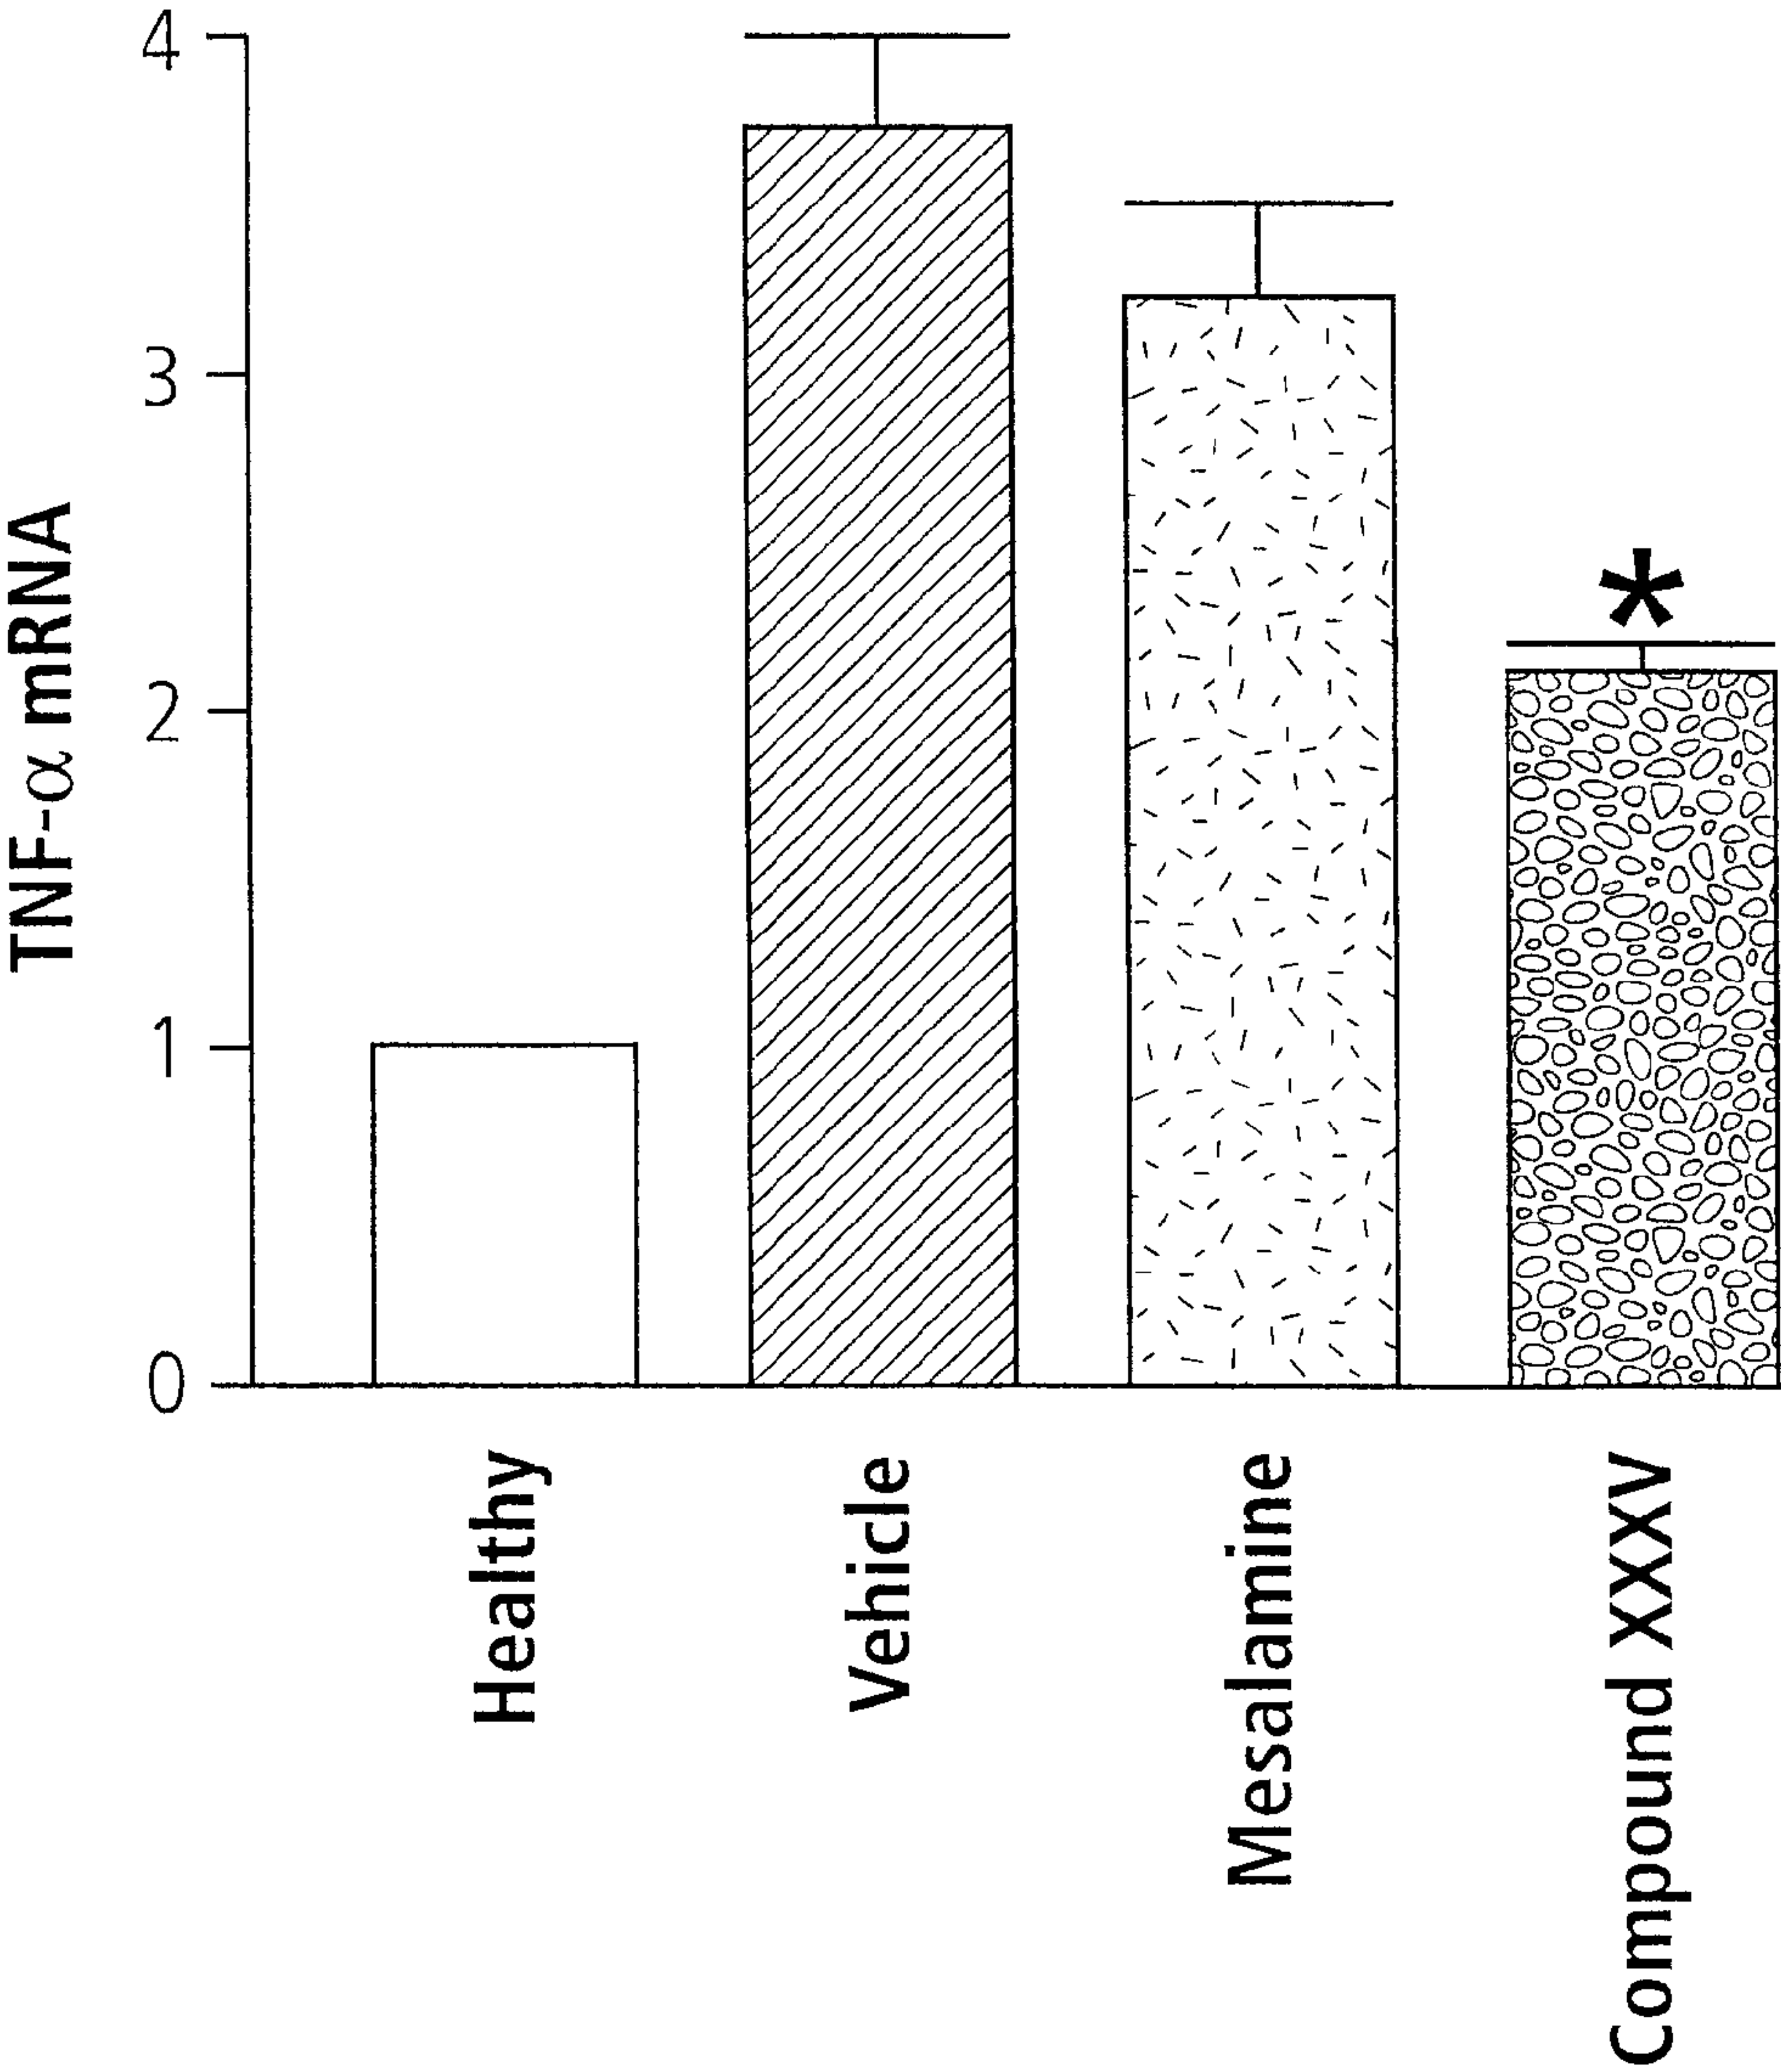 TNF-α mRNA
4
3
2
1
0
*
Healthy
Vehicle
Mesalamine
Compound XXXV